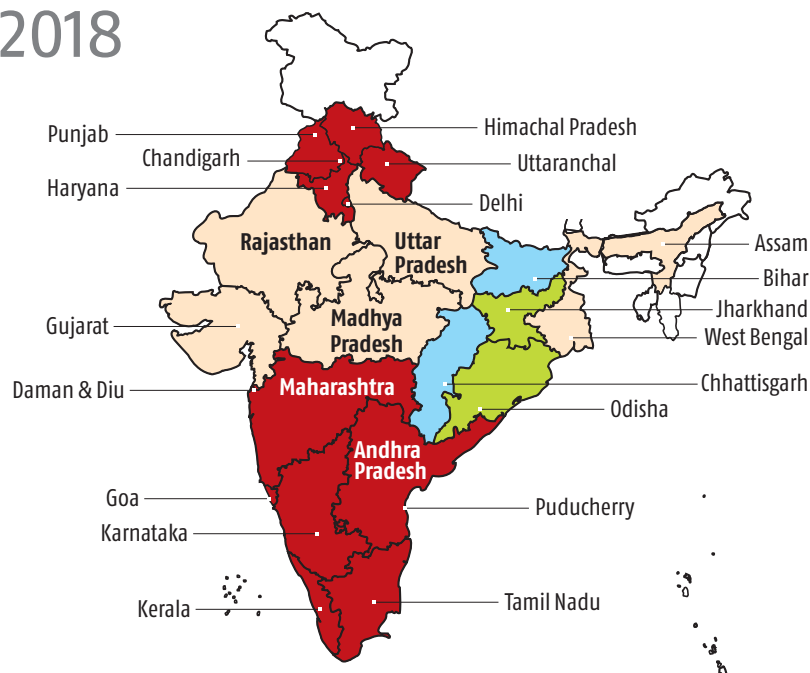 2018
Punjab
Himachal Pradesh
Chandigarh
Uttaranchal
Haryana
Delhi
Rajasthan
Uttar
Pradesh
Assam
Bihar
Jharkhand
Gujarat
Madhya
Pradesh
West Bengal
Daman & Diu
Maharashtra
Chhattisgarh
Odisha
Andhra
Pradesh
Goa
Puducherry
Karnataka
Kerala
Tamil Nadu